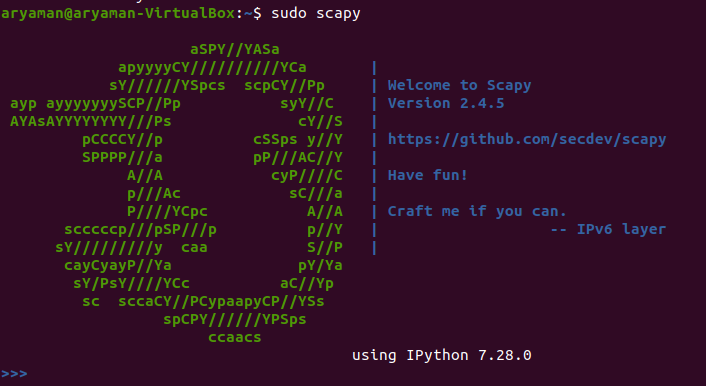 aryaman@aryaman-VirtualBox:~$ sudo scapy
                     aSPY//YASa
             apyyyyCY//////////YCa       |
            sY//////YSpcs  scpCY//Pp     | Welcome to Scapy
 ayp ayyyyyyySCP//Pp           syY//C    | Version 2.4.5
 AYAsAYYYYYYYY///Ps              cY//S   |
         pCCCCY//p          cSSps y//Y   | https://github.com/secdev/scapy
         SPPPP///a          pP///AC//Y   |
              A//A            cyP////C   | Have fun!
              p///Ac            sC///a   |
              P////YCpc           A//A   | Craft me if you can.
       scccccp///pSP///p          p//Y   |                   -- IPv6 layer
      sY/////////y  caa           S//P   |
       cayCyayP//Ya              pY/Ya
        sY/PsY////YCc          aC//Yp
         sc  sccaCY//PCypaapyCP//YSs
                  spCPY//////YPSps
                       ccaacs
                                       using IPython 7.28.0
>>>